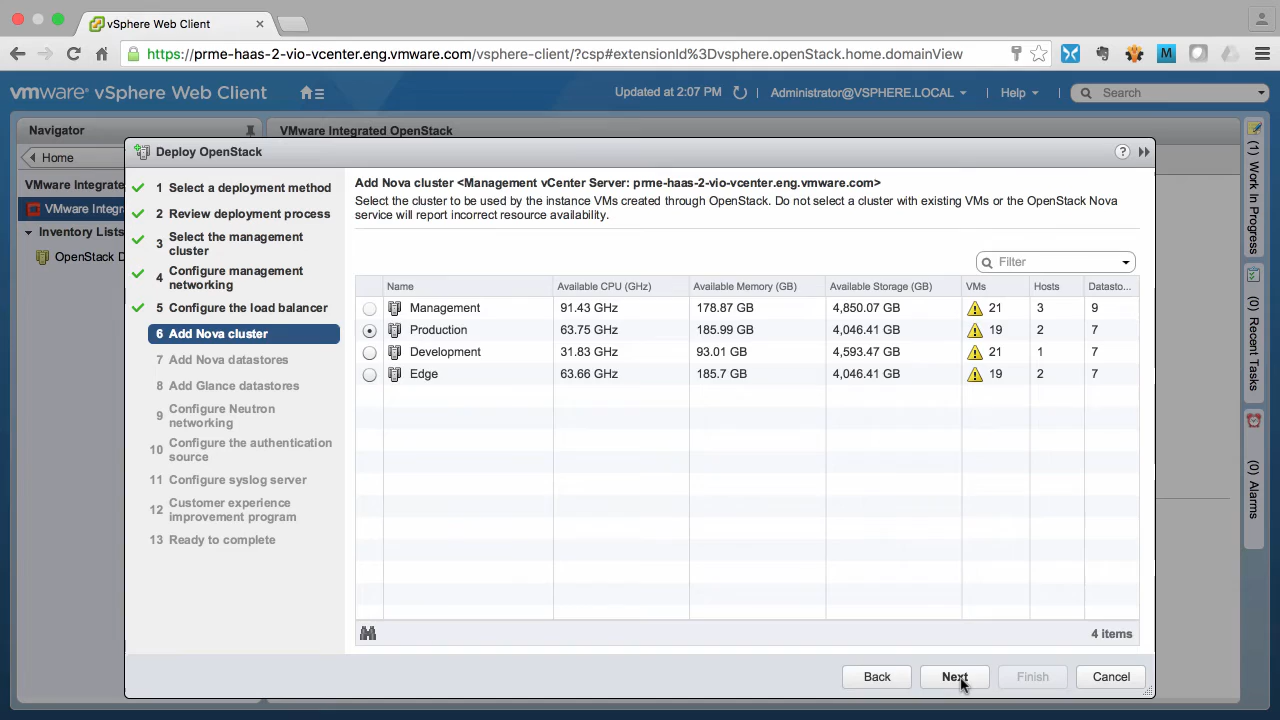 vSphere Web Client
https://prme-haas-2-vio-vcenter.eng.vmware.com/vsphere-client/?csp#extensionId%3Dvsphere.openStack.home.domainView
vmware® vSphere Web Client
Updated at 2:07 PM
Administrator@VSPHERE.LOCAL
Help
Search
Navigator
VMware Integrated OpenStack
Home
VMware Integrate
VMware Integ
Inventory Lists
OpenStack D
Deploy OpenStack
1 Select a deployment method
2 Review deployment process
3 Select the management
cluster
4 Configure management
networking
5 Configure the load balancer
6 Add Nova cluster
7 Add Nova datastores
8 Add Glance datastores
9 Configure Neutron
networking
10 Configure the authentication
source
11 Configure syslog server
12 Customer experience
improvement program
13 Ready to complete
Add Nova cluster <Management vCenter Server: prme-haas-2-vio-vcenter.eng.vmware.com>
Select the cluster to be used by the instance VMs created through OpenStack. Do not select a cluster with existing VMs or the OpenStack Nova
service will report incorrect resource availability.
Filter
Name Available CPU (GHz) Available Memory (GB) Available Storage (GB) VMs Hosts Datasto...
Management 91.43 GHz 178.87 GB 4,850.07 GB 21 3 9
Production 63.75 GHz 185.99 GB 4,046.41 GB 19 2 7
Development 31.83 GHz 93.01 GB 4,593.47 GB 21 1 7
Edge 63.66 GHz 185.7 GB 4,046.41 GB 19 2 7
4 items
Back
Next
Finish
Cancel
(1) Work In Progress
(0) Recent Tasks
(0) Alarms
M